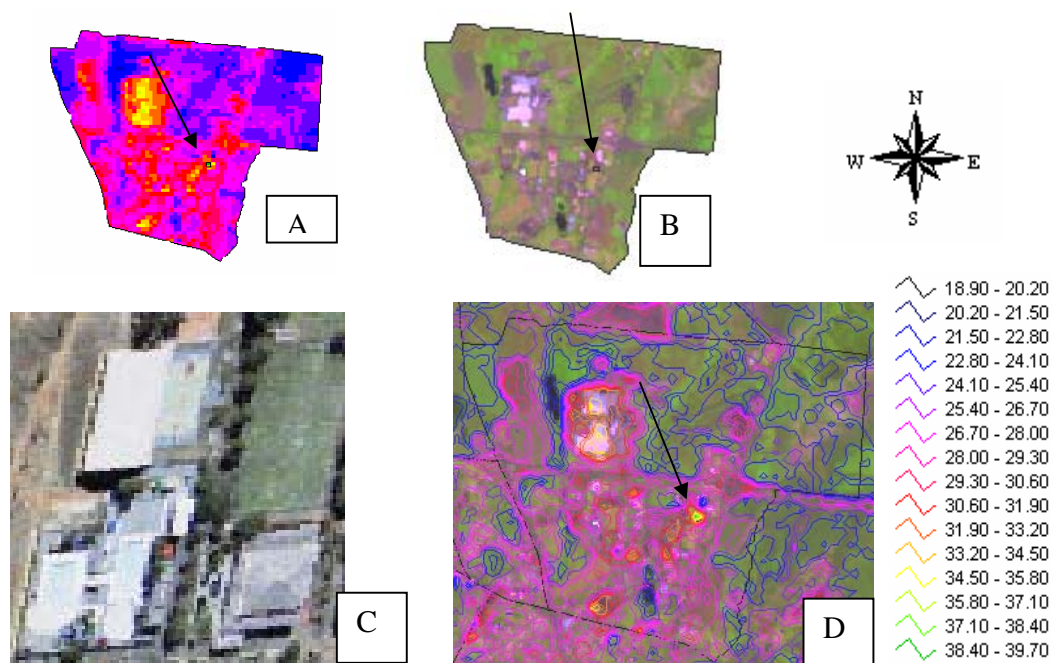 A
B
N
W E
S
C
D
18.90 - 20.20
20.20 - 21.50
21.50 - 22.80
22.80 - 24.10
24.10 - 25.40
25.40 - 26.70
26.70 - 28.00
28.00 - 29.30
29.30 - 30.60
30.60 - 31.90
31.90 - 33.20
33.20 - 34.50
34.50 - 35.80
35.80 - 37.10
37.10 - 38.40
38.40 - 39.70